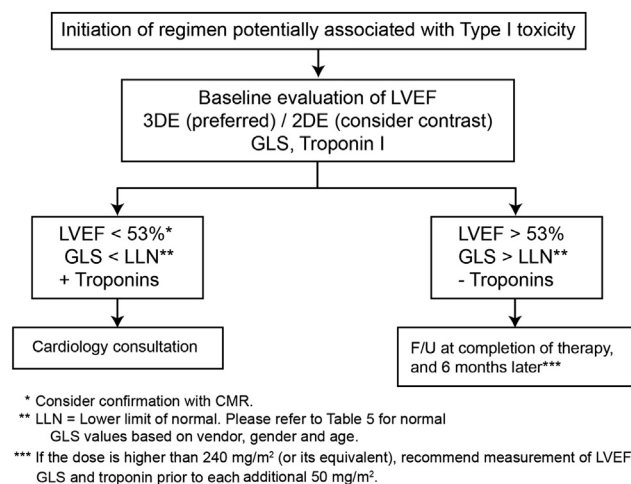 Initiation of regimen potentially associated with Type I toxicity
Baseline evaluation of LVEF
3DE (preferred) / 2DE (consider contrast)
GLS, Troponin I
LVEF < 53%*
GLS < LLN**
+ Troponins
LVEF > 53%
GLS > LLN**
- Troponins
Cardiology consultation
F/U at completion of therapy,
and 6 months later***
* Consider confirmation with CMR.
** LLN = Lower limit of normal. Please refer to Table 5 for normal
GLS values based on vendor, gender and age.
*** If the dose is higher than 240 mg/m² (or its equivalent), recommend measurement of LVEF,
GLS and troponin prior to each additional 50 mg/m².